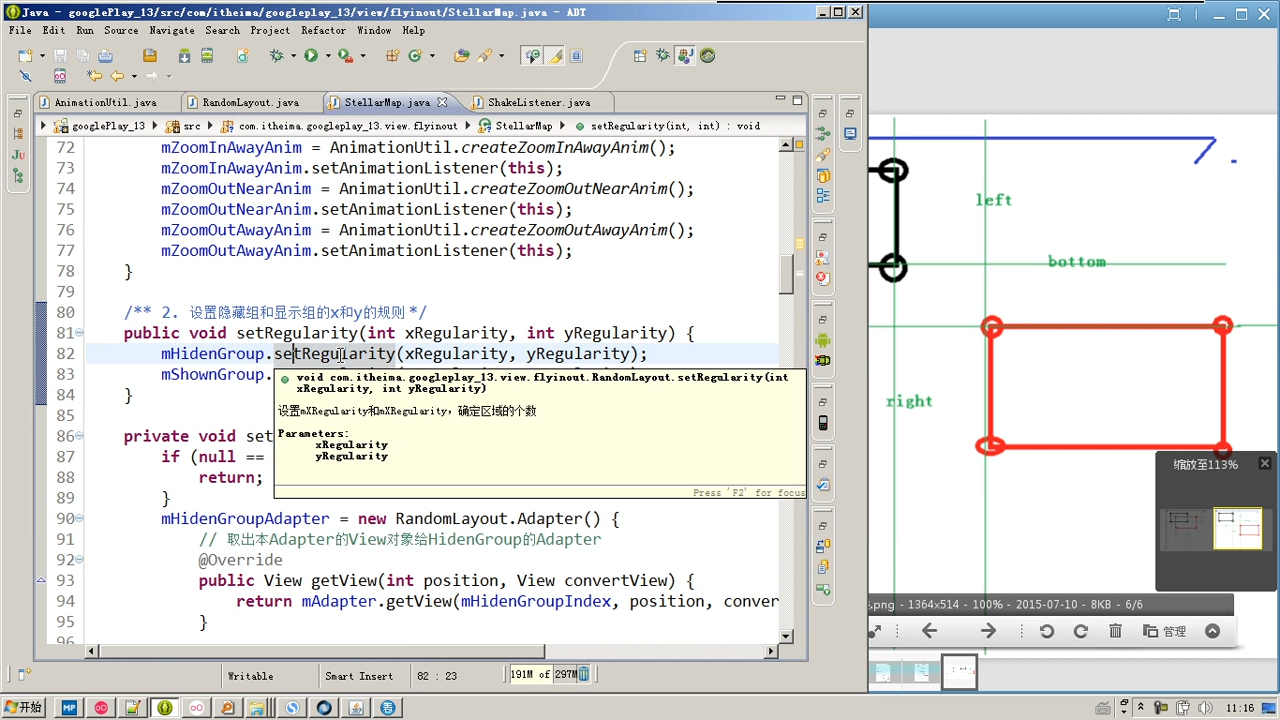 Java - googlePlay_13/src/com/itheima/googleplay_13/view/flyinout/StellarMap.java - ADT
File Edit Run Source Navigate Search Project Refactor Window Help
AnimationUtil.java RandomLayout.java StellarMap.java ShakeListener.java
googlePlay_13 src com.itheima.googleplay_13.view.flyinout StellarMap setRegularity(int, int) : void
72 mZoomInAwayAnim = AnimationUtil.createZoomInAwayAnim();
73 mZoomInAwayAnim.setAnimationListener(this);
74 mZoomOutNearAnim = AnimationUtil.createZoomOutNearAnim();
75 mZoomOutNearAnim.setAnimationListener(this);
76 mZoomOutAwayAnim = AnimationUtil.createZoomOutAwayAnim();
77 mZoomOutAwayAnim.setAnimationListener(this);
78 }
79
80 /** 2. 设置隐藏组和显示组的x和y的规则 */
81 public void setRegularity(int xRegularity, int yRegularity) {
82 mHidenGroup.setRegularity(xRegularity, yRegularity);
83 mShownGroup.
84 }
85
86 private void set
87 if (null ==
88 return;
89 }
90 mHidenGroupAdapter = new RandomLayout.Adapter() {
91 // 取出本Adapter的View对象给HidenGroup的Adapter
92 @Override
93 public View getView(int position, View convertView) {
94 return mAdapter.getView(mHidenGroupIndex, position, conver
95 }
96
void com.itheima.googleplay_13.view.flyinout.RandomLayout.setRegularity(int
xRegularity, int yRegularity)
设置mXRegularity和mXRegularity，确定区域的个数
Parameters:
xRegularity
yRegularity
Press 'F2' for focus
Writable Smart Insert 82 : 23 191M of 297M
left
bottom
right
缩放至113%
.png - 1364x514 - 100% - 2015-07-10 - 8KB - 6/6
管理
开始
11:16